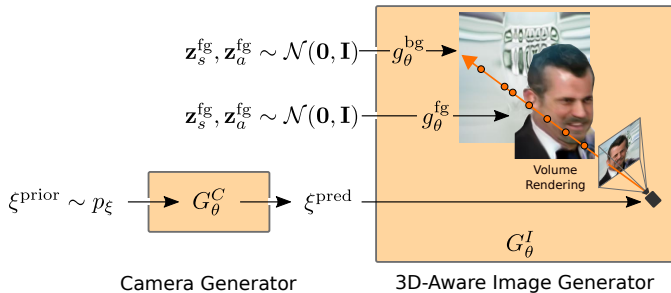 z_s^fg, z_a^fg ∼ N(0, I) g_θ^bg
z_s^fg, z_a^fg ∼ N(0, I) g_θ^fg
Volume
Rendering
ξ^prior ∼ p_ξ G_θ^C ξ^pred
G_θ^I
Camera Generator 3D-Aware Image Generator